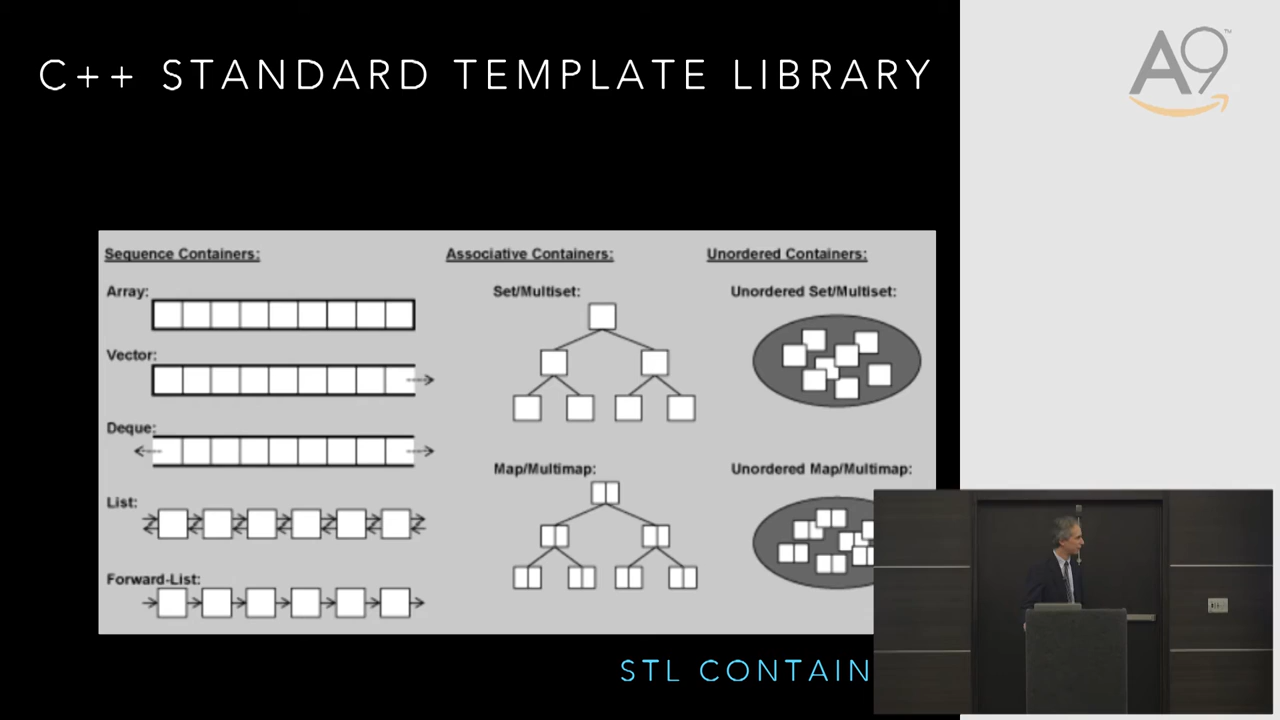 C++ STANDARD TEMPLATE LIBRARY
A9™
Sequence Containers:
Array:
Vector:
Deque:
List:
Forward-List:
Associative Containers:
Set/Multiset:
Map/Multimap:
Unordered Containers:
Unordered Set/Multiset:
Unordered Map/Multimap:
STL CONTAIN